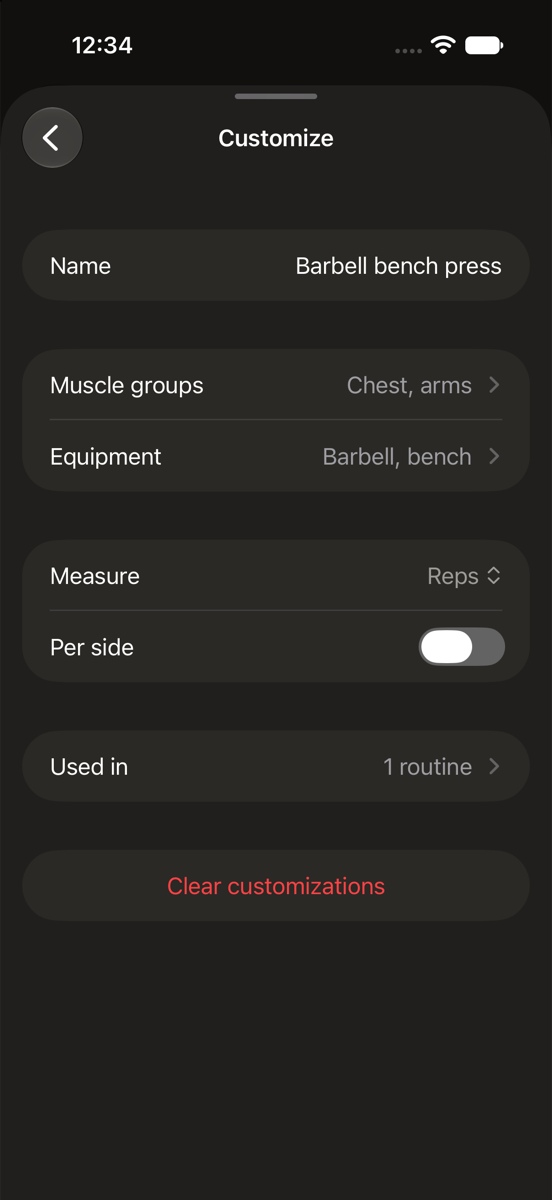 12:34
Customize
Name Barbell bench press
Muscle groups Chest, arms
Equipment Barbell, bench
Measure Reps
Per side
Used in 1 routine
Clear customizations